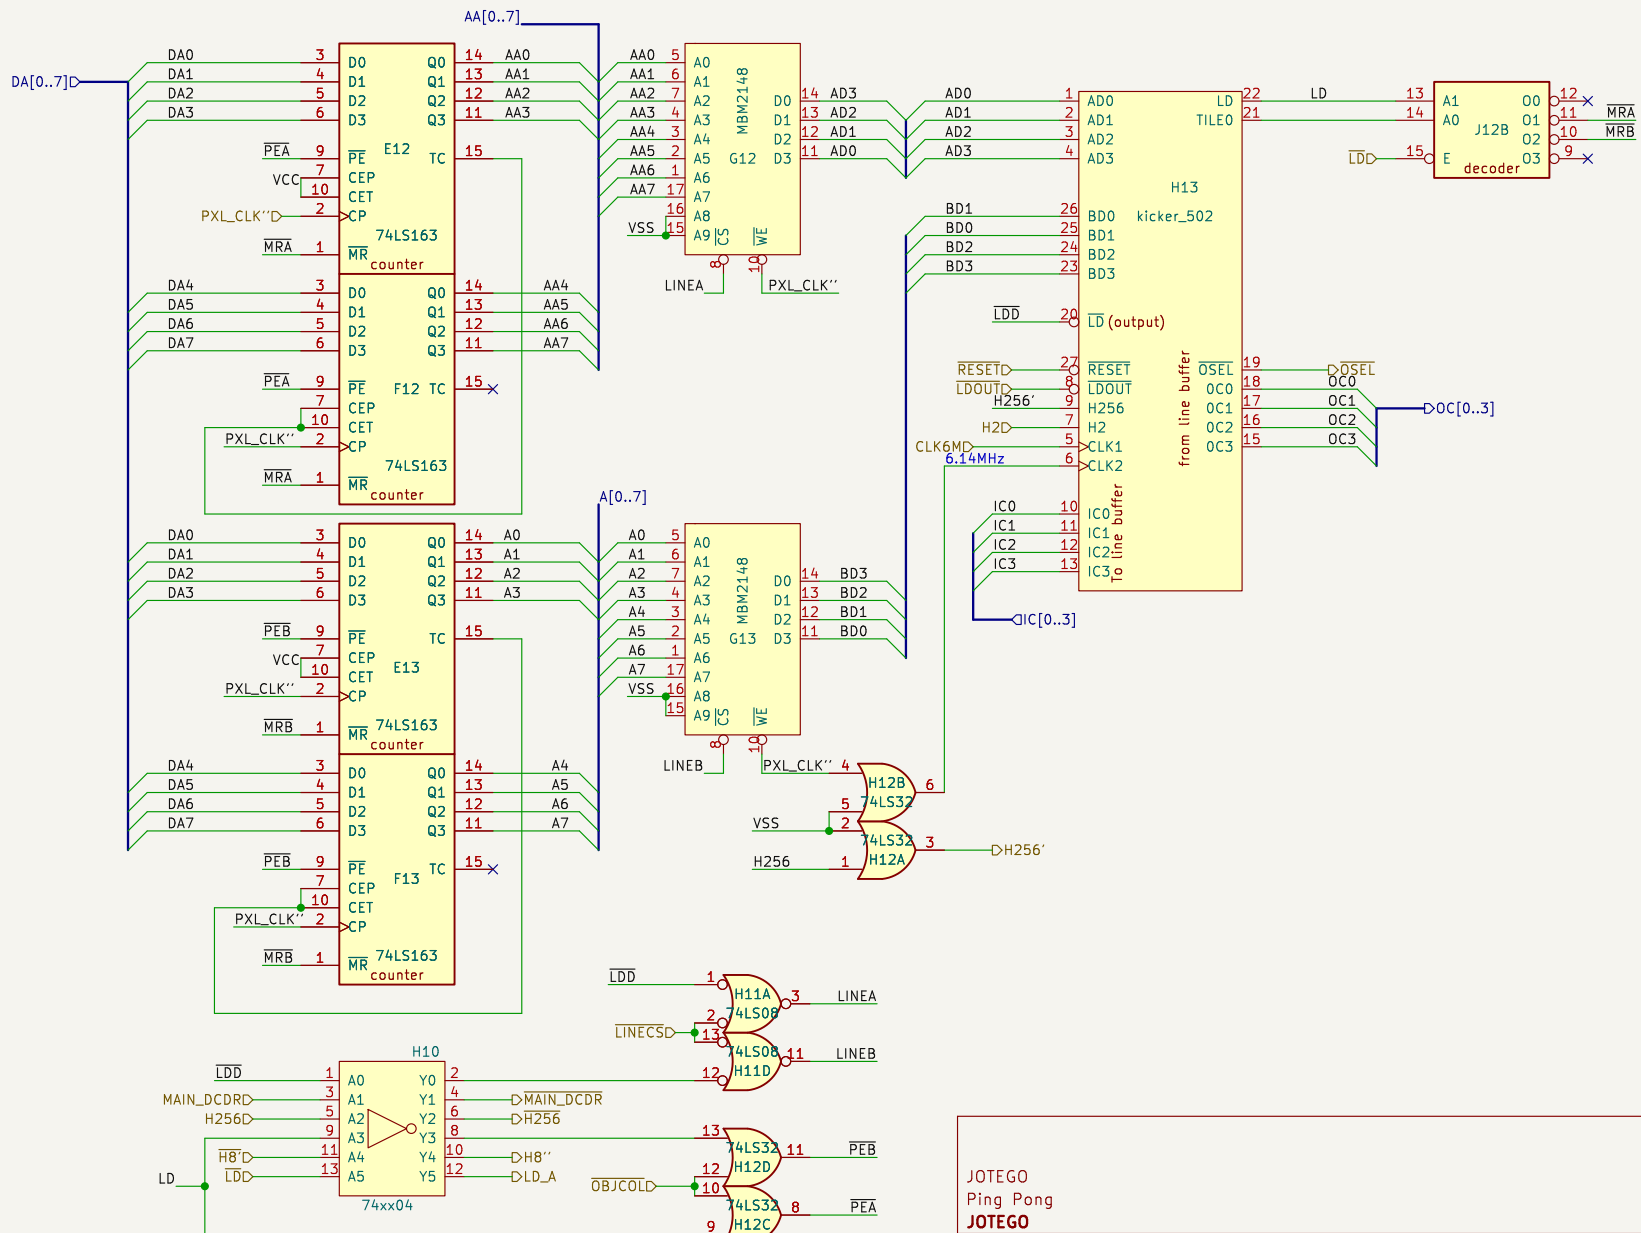 AA[0..7]
DA[0..7]
DA0 3 D0 Q0 14 AA0
DA1 4 D1 Q1 13 AA1
DA2 5 D2 Q2 12 AA2
DA3 6 D3 Q3 11 AA3
PEA 9 PE E12 TC 15
VCC 7 CEP
10 CET
PXL_CLK'' 2 CP
74LS163
MRA 1 MR
counter
DA4 3 D0 Q0 14 AA4
DA5 4 D1 Q1 13 AA5
DA6 5 D2 Q2 12 AA6
DA7 6 D3 Q3 11 AA7
PEA 9 PE F12 TC 15
7 CEP
10 CET
PXL_CLK'' 2 CP
74LS163
MRA 1 MR
counter
AA0 5 A0
AA1 6 A1
AA2 7 A2 D0 14 AD3
AA3 4 A3 D1 13 AD2
AA4 3 A4 D2 12 AD1
AA5 2 A5 G12 D3 11 AD0
AA6 1 A6
AA7 17 A7
16 A8
VSS 15 A9
MBM2148
CS WE
8 10
LINEA PXL_CLK''
AD0 1 AD0 LD 22 LD
AD1 2 AD1 TILE0 21
AD2 3 AD2
AD3 4 AD3
H13
kicker_502
BD1 26 BD0
BD0 25 BD1
BD2 24 BD2
BD3 23 BD3
LDD 20 LD (output)
RESET 27 RESET OSEL 19 OSEL
LDOUT 8 LDOUT OC0 18 OC0
H256' 9 H256 OC1 17 OC1
H2 7 H2 OC2 16 OC2
CLK6M 5 CLK1 OC3 15 OC3
6.14MHz 6 CLK2
from line buffer
OC[0..3]
IC0 10 IC0
IC1 11 IC1
IC2 12 IC2
IC3 13 IC3
To line buffer
IC[0..3]
13 A1 O0 12
14 A0 O1 11 MRA
J12B O2 10 MRB
LD 15 E O3 9
decoder
A[0..7]
DA0 3 D0 Q0 14 A0
DA1 4 D1 Q1 13 A1
DA2 5 D2 Q2 12 A2
DA3 6 D3 Q3 11 A3
PEB 9 PE TC 15
VCC 7 CEP E13
10 CET
PXL_CLK'' 2 CP
74LS163
MRB 1 MR
counter
DA4 3 D0 Q0 14 A4
DA5 4 D1 Q1 13 A5
DA6 5 D2 Q2 12 A6
DA7 6 D3 Q3 11 A7
PEB 9 PE TC 15
7 CEP F13
10 CET
PXL_CLK'' 2 CP
74LS163
MRB 1 MR
counter
A0 5 A0
A1 6 A1
A2 7 A2 D0 14 BD3
A3 4 A3 D1 13 BD2
A4 3 A4 D2 12 BD1
A5 2 A5 G13 D3 11 BD0
A6 1 A6
A7 17 A7
VSS 16 A8
15 A9
MBM2148
CS WE
8 10
LINEB PXL_CLK'' 4
H12B 6
5 74LS32
VSS 2 74LS32 3 H256'
H256 1 H12A
LDD 1 H11A 3 LINEA
2 74LS08
LINECS 13 74LS08 11 LINEB
12 H11D
H10
LDD 1 A0 Y0 2
MAIN_DCDR 3 A1 Y1 4 MAIN_DCDR
H256 5 A2 Y2 6 H256
9 A3 Y3 8
H8' 11 A4 Y4 10 H8''
LD 13 A5 Y5 12 LD_A
LD
74xx04
13 74LS32 11 PEB
12 H12D
OBJCOL 10 74LS32 8 PEA
9 H12C
JOTEGO
Ping Pong
JOTEGO